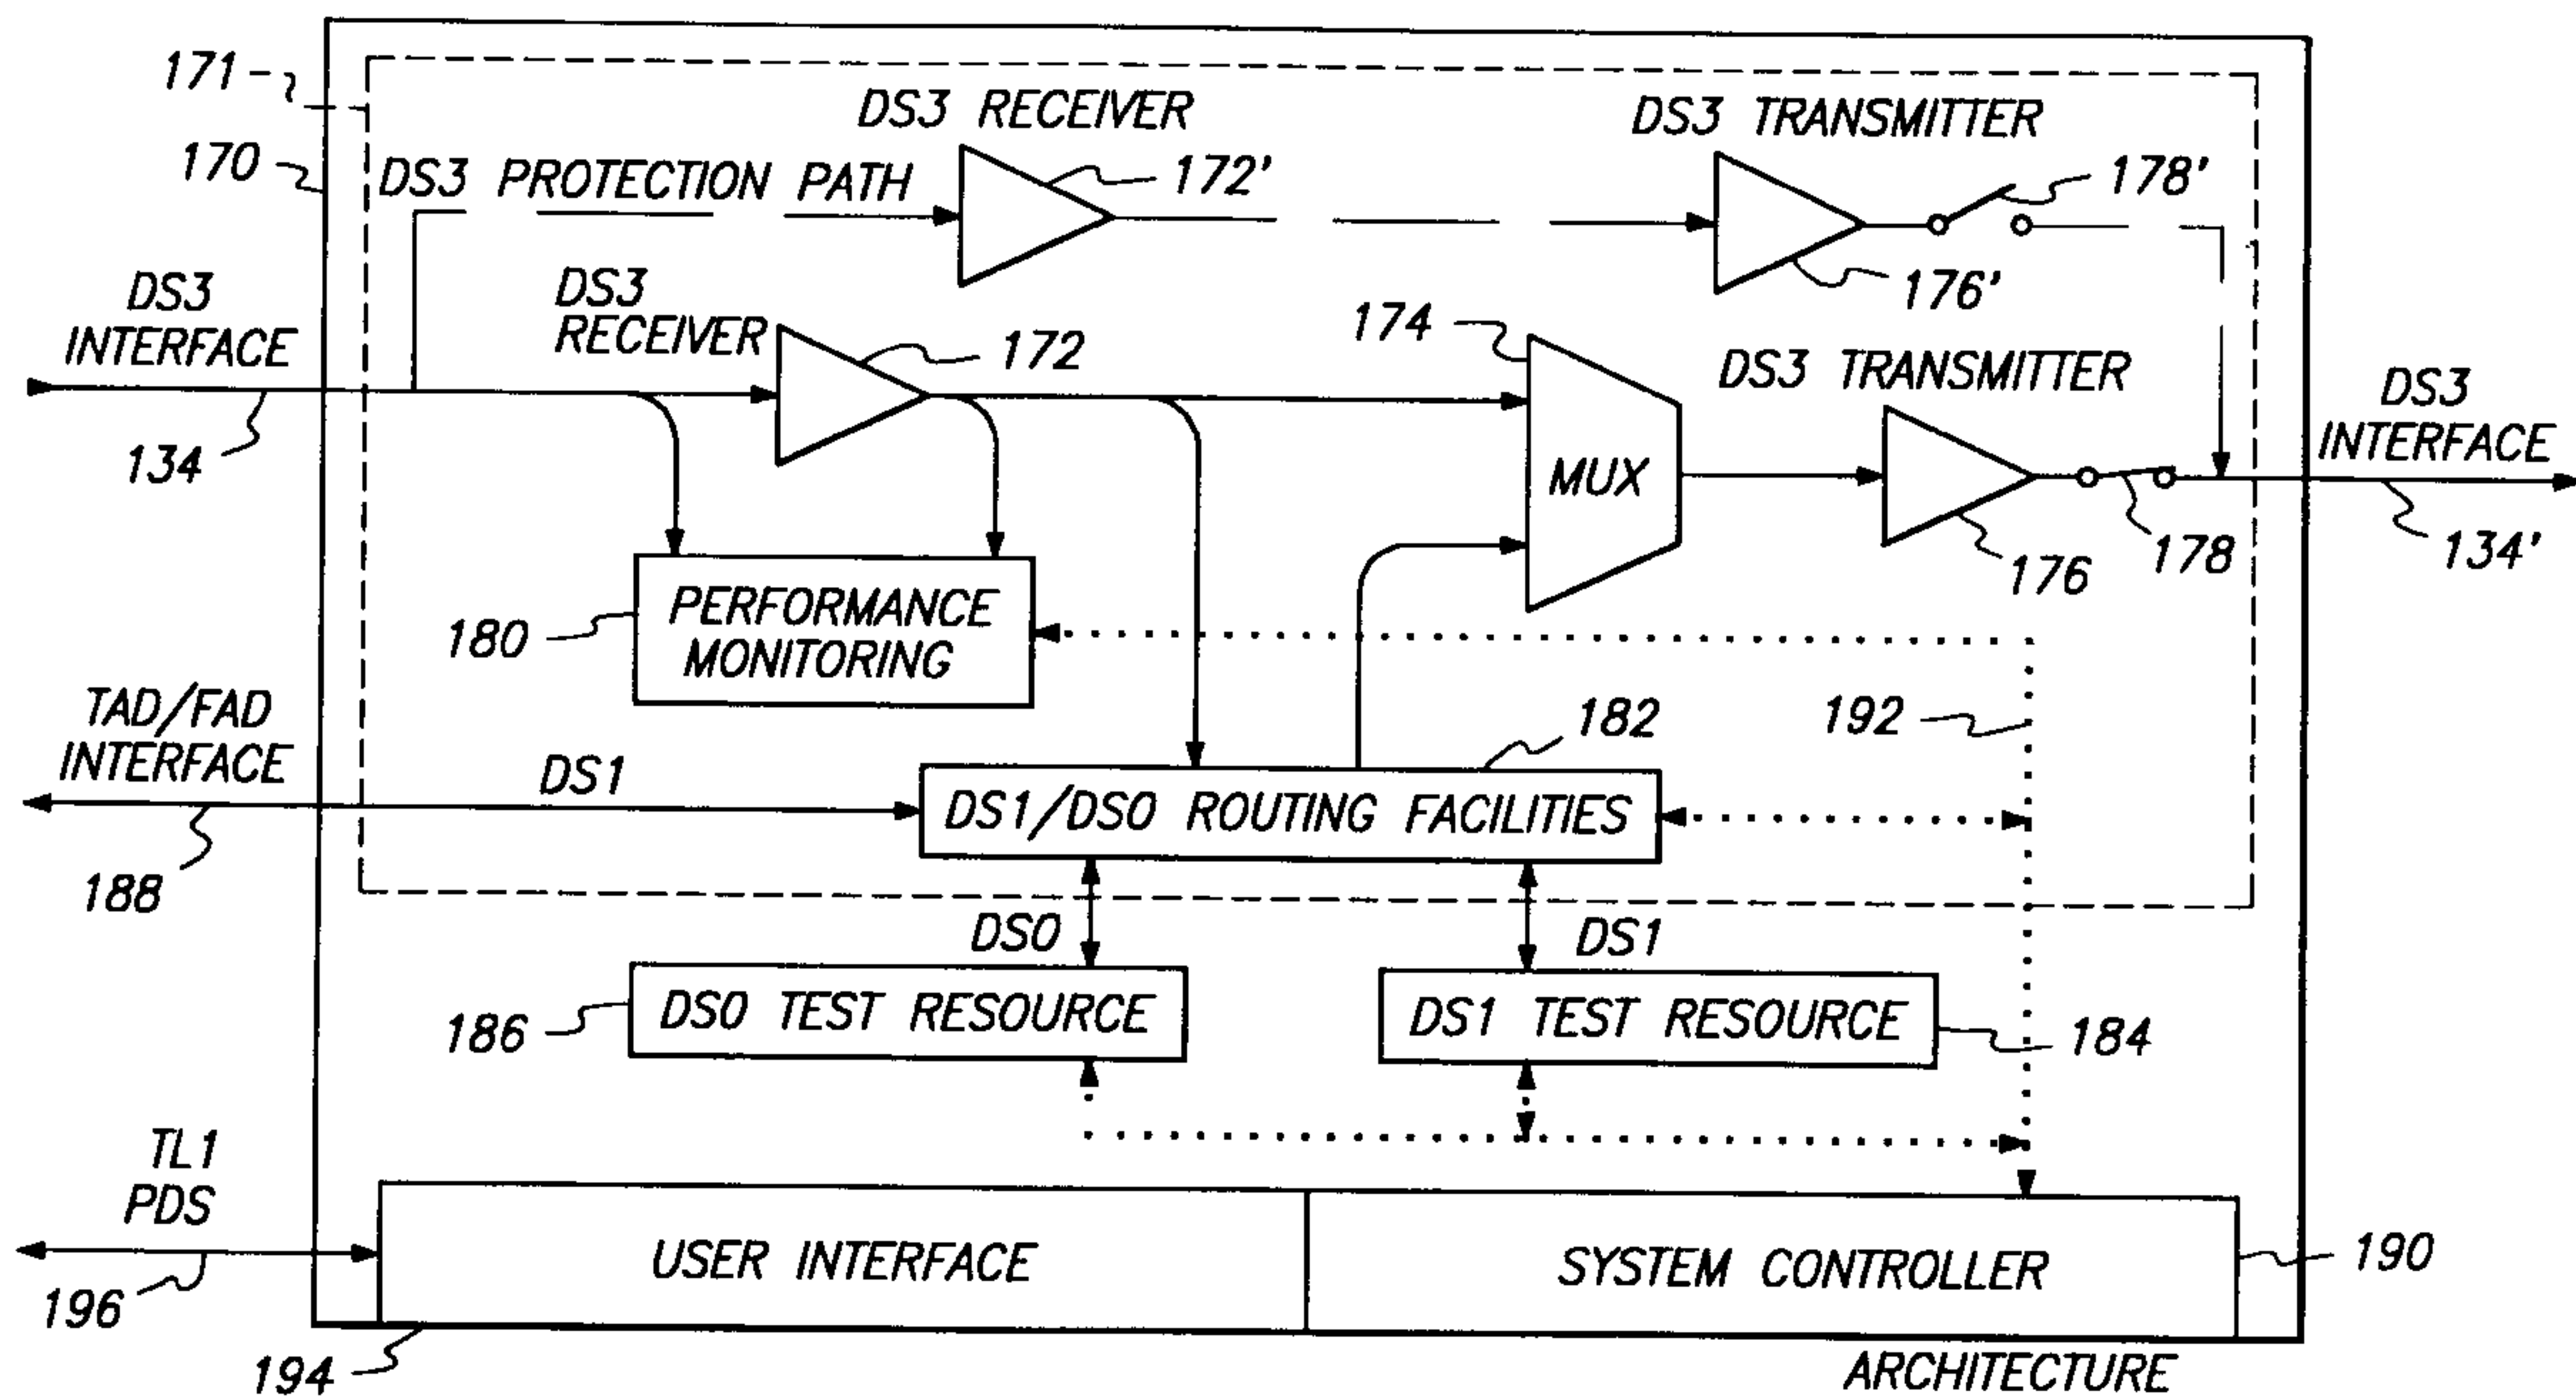 171
170
DS3 RECEIVER
DS3 TRANSMITTER
DS3 PROTECTION PATH
172'
178'
176'
DS3
INTERFACE
134
DS3
RECEIVER
172
174
MUX
DS3 TRANSMITTER
176
178
DS3
INTERFACE
134'
PERFORMANCE
MONITORING
180
192
182
TAD/FAD
INTERFACE
188
DS1
DS1/DS0 ROUTING FACILITIES
DS0
DS1
186
DS0 TEST RESOURCE
DS1 TEST RESOURCE
184
TL1
PDS
196
USER INTERFACE
SYSTEM CONTROLLER
190
194
ARCHITECTURE